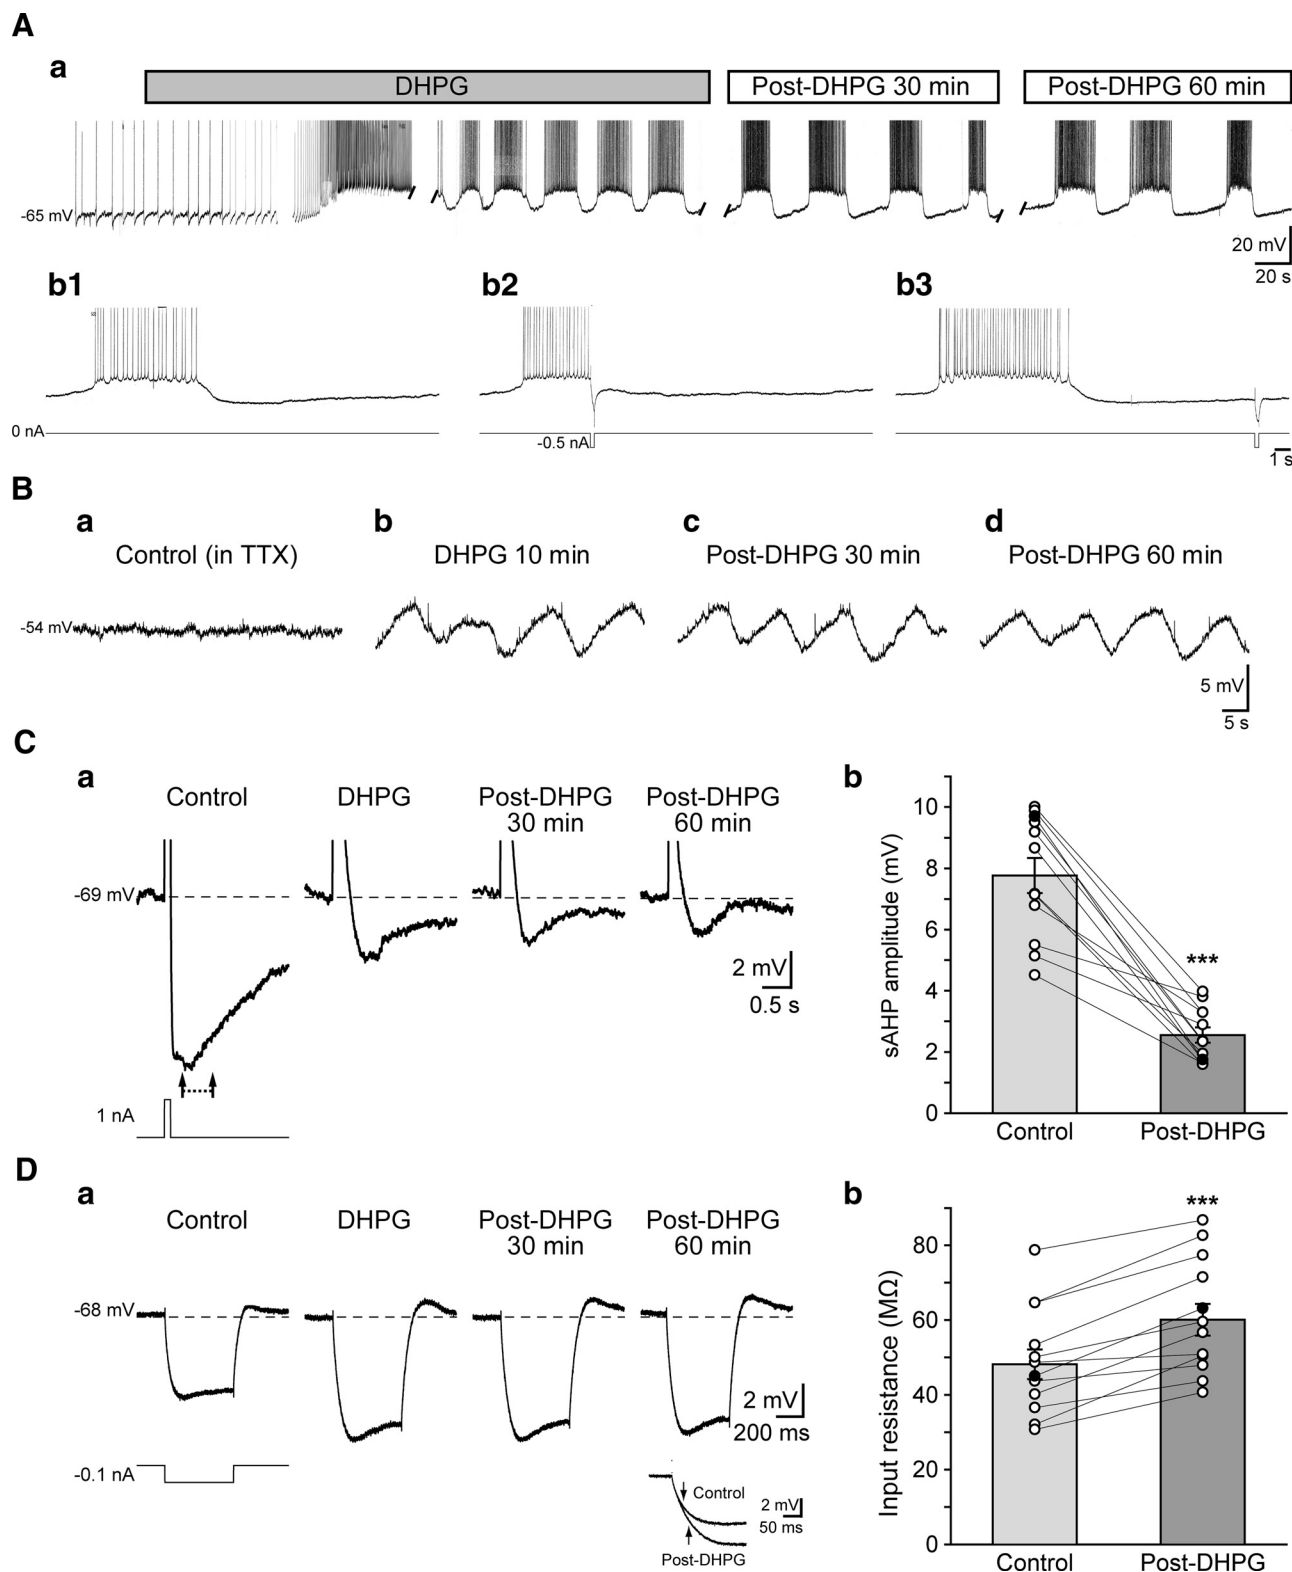 A
a
DHPG
Post-DHPG 30 min
Post-DHPG 60 min
-65 mV
20 mV
20 s
b1
b2
b3
0 nA
-0.5 nA
1 s
B
a
b
c
d
Control (in TTX)
DHPG 10 min
Post-DHPG 30 min
Post-DHPG 60 min
-54 mV
5 mV
5 s
C
a
Control
DHPG
Post-DHPG
30 min
Post-DHPG
60 min
-69 mV
2 mV
0.5 s
1 nA
b
sAHP amplitude (mV)
10
8
6
4
2
0
***
Control
Post-DHPG
D
a
Control
DHPG
Post-DHPG
30 min
Post-DHPG
60 min
-68 mV
2 mV
200 ms
-0.1 nA
Control
2 mV
50 ms
Post-DHPG
b
Input resistance (MΩ)
80
60
40
20
0
***
Control
Post-DHPG